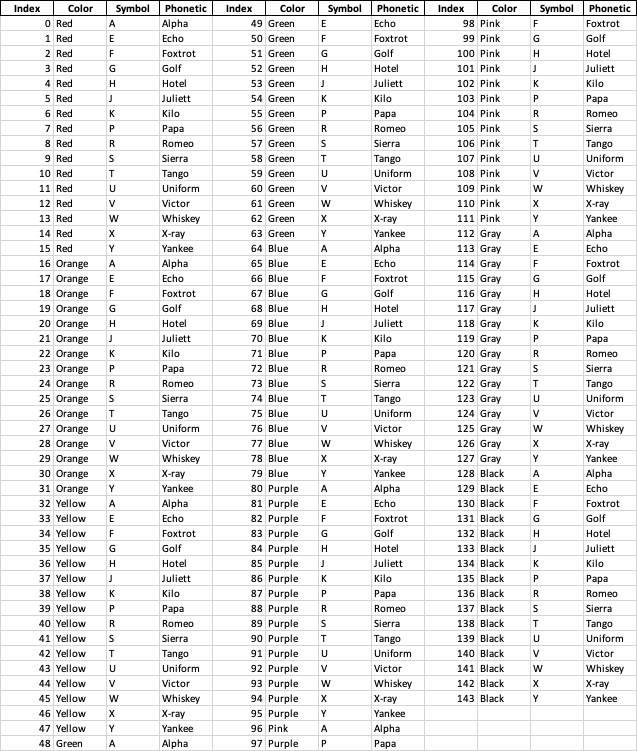 Index Color Symbol Phonetic Index Color Symbol Phonetic Index Color Symbol Phonetic
0 Red A Alpha 49 Green E Echo 98 Pink F Foxtrot
1 Red E Echo 50 Green F Foxtrot 99 Pink G Golf
2 Red F Foxtrot 51 Green G Golf 100 Pink H Hotel
3 Red G Golf 52 Green H Hotel 101 Pink J Juliett
4 Red H Hotel 53 Green J Juliett 102 Pink K Kilo
5 Red J Juliett 54 Green K Kilo 103 Pink P Papa
6 Red K Kilo 55 Green P Papa 104 Pink R Romeo
7 Red P Papa 56 Green R Romeo 105 Pink S Sierra
8 Red R Romeo 57 Green S Sierra 106 Pink T Tango
9 Red S Sierra 58 Green T Tango 107 Pink U Uniform
10 Red T Tango 59 Green U Uniform 108 Pink V Victor
11 Red U Uniform 60 Green V Victor 109 Pink W Whiskey
12 Red V Victor 61 Green W Whiskey 110 Pink X X-ray
13 Red W Whiskey 62 Green X X-ray 111 Pink Y Yankee
14 Red X X-ray 63 Green Y Yankee 112 Gray A Alpha
15 Red Y Yankee 64 Blue A Alpha 113 Gray E Echo
16 Orange A Alpha 65 Blue E Echo 114 Gray F Foxtrot
17 Orange E Echo 66 Blue F Foxtrot 115 Gray G Golf
18 Orange F Foxtrot 67 Blue G Golf 116 Gray H Hotel
19 Orange G Golf 68 Blue H Hotel 117 Gray J Juliett
20 Orange H Hotel 69 Blue J Juliett 118 Gray K Kilo
21 Orange J Juliett 70 Blue K Kilo 119 Gray P Papa
22 Orange K Kilo 71 Blue P Papa 120 Gray R Romeo
23 Orange P Papa 72 Blue R Romeo 121 Gray S Sierra
24 Orange R Romeo 73 Blue S Sierra 122 Gray T Tango
25 Orange S Sierra 74 Blue T Tango 123 Gray U Uniform
26 Orange T Tango 75 Blue U Uniform 124 Gray V Victor
27 Orange U Uniform 76 Blue V Victor 125 Gray W Whiskey
28 Orange V Victor 77 Blue W Whiskey 126 Gray X X-ray
29 Orange W Whiskey 78 Blue X X-ray 127 Gray Y Yankee
30 Orange X X-ray 79 Blue Y Yankee 128 Black A Alpha
31 Orange Y Yankee 80 Purple A Alpha 129 Black E Echo
32 Yellow A Alpha 81 Purple E Echo 130 Black F Foxtrot
33 Yellow E Echo 82 Purple F Foxtrot 131 Black G Golf
34 Yellow F Foxtrot 83 Purple G Golf 132 Black H Hotel
35 Yellow G Golf 84 Purple H Hotel 133 Black J Juliett
36 Yellow H Hotel 85 Purple J Juliett 134 Black K Kilo
37 Yellow J Juliett 86 Purple K Kilo 135 Black P Papa
38 Yellow K Kilo 87 Purple P Papa 136 Black R Romeo
39 Yellow P Papa 88 Purple R Romeo 137 Black S Sierra
40 Yellow R Romeo 89 Purple S Sierra 138 Black T Tango
41 Yellow S Sierra 90 Purple T Tango 139 Black U Uniform
42 Yellow T Tango 91 Purple U Uniform 140 Black V Victor
43 Yellow U Uniform 92 Purple V Victor 141 Black W Whiskey
44 Yellow V Victor 93 Purple W Whiskey 142 Black X X-ray
45 Yellow W Whiskey 94 Purple X X-ray 143 Black Y Yankee
46 Yellow X X-ray 95 Purple Y Yankee
47 Yellow Y Yankee 96 Pink A Alpha
48 Green A Alpha 97 Purple P Papa